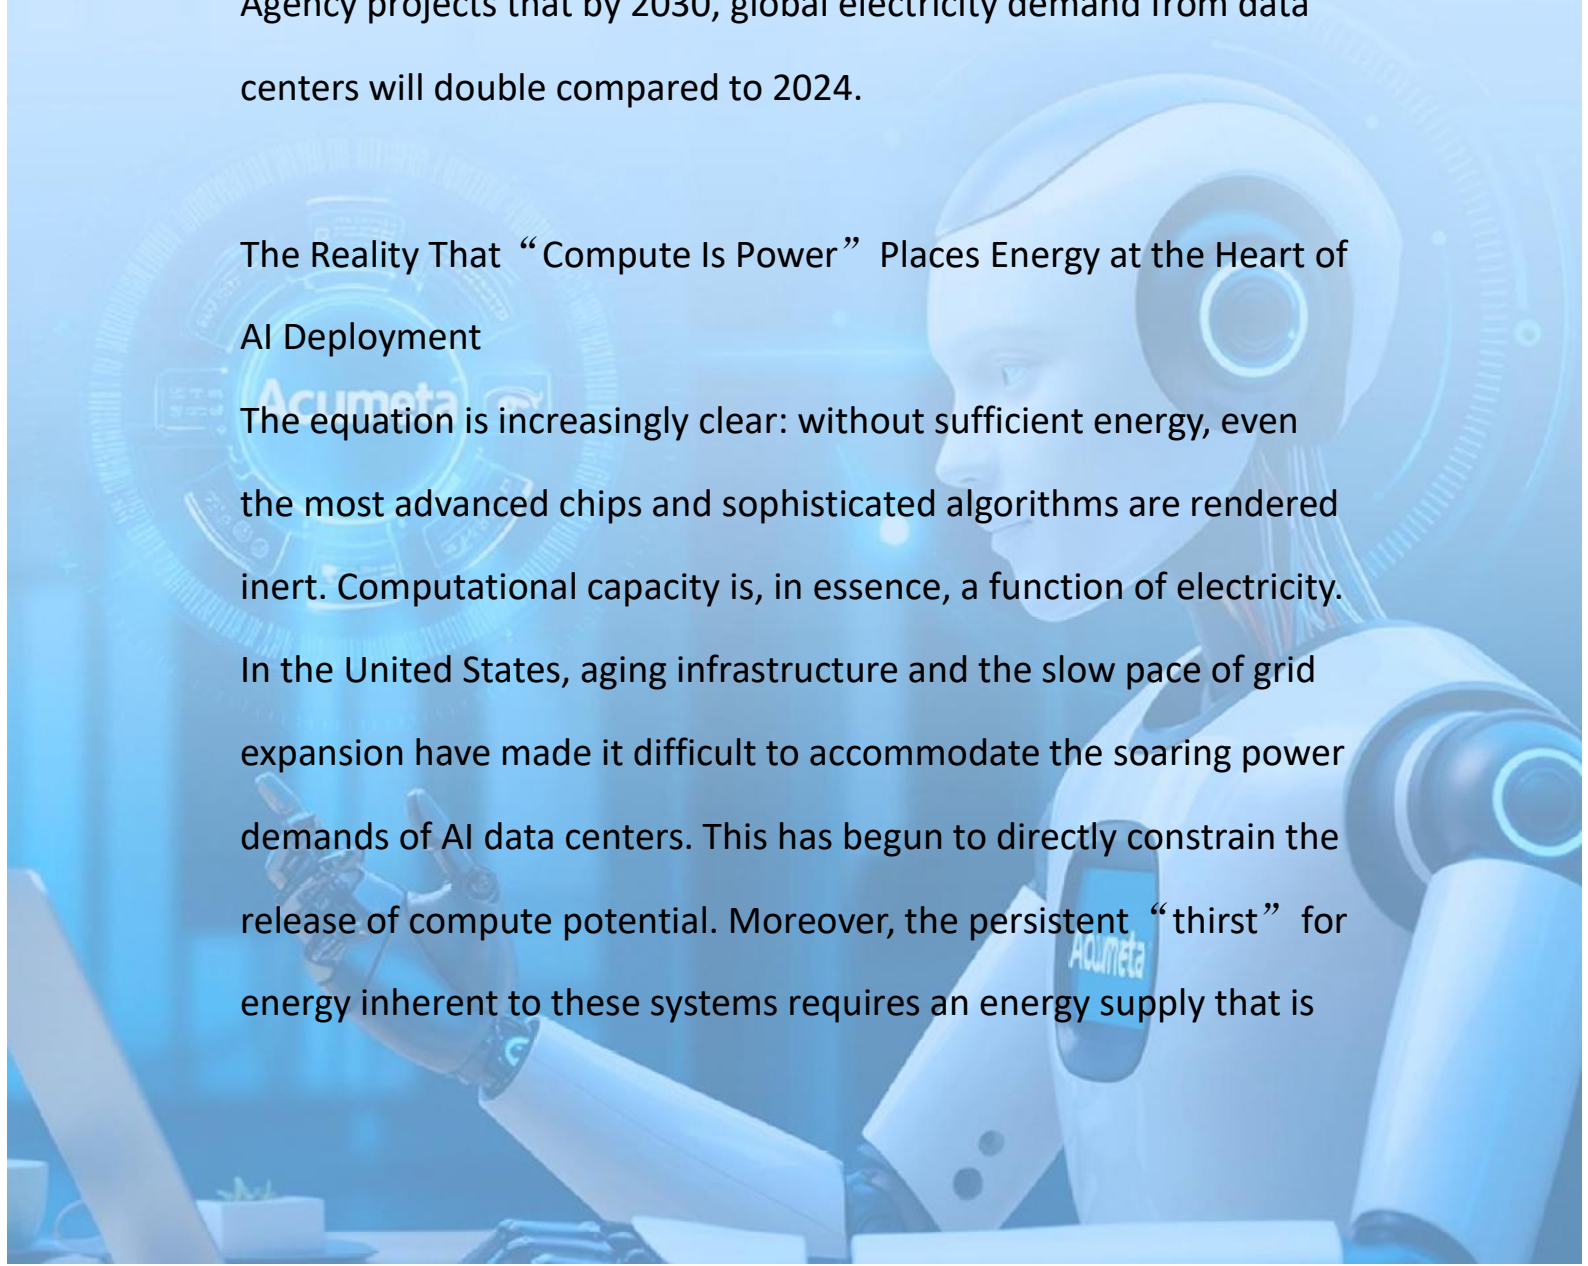 Agency projects that by 2030, global electricity demand from data
centers will double compared to 2024.
The Reality That “Compute Is Power” Places Energy at the Heart of
AI Deployment
Acumeta
The equation is increasingly clear: without sufficient energy, even
the most advanced chips and sophisticated algorithms are rendered
inert. Computational capacity is, in essence, a function of electricity.
In the United States, aging infrastructure and the slow pace of grid
expansion have made it difficult to accommodate the soaring power
demands of AI data centers. This has begun to directly constrain the
release of compute potential. Moreover, the persistent “thirst” for
Acumeta
energy inherent to these systems requires an energy supply that is